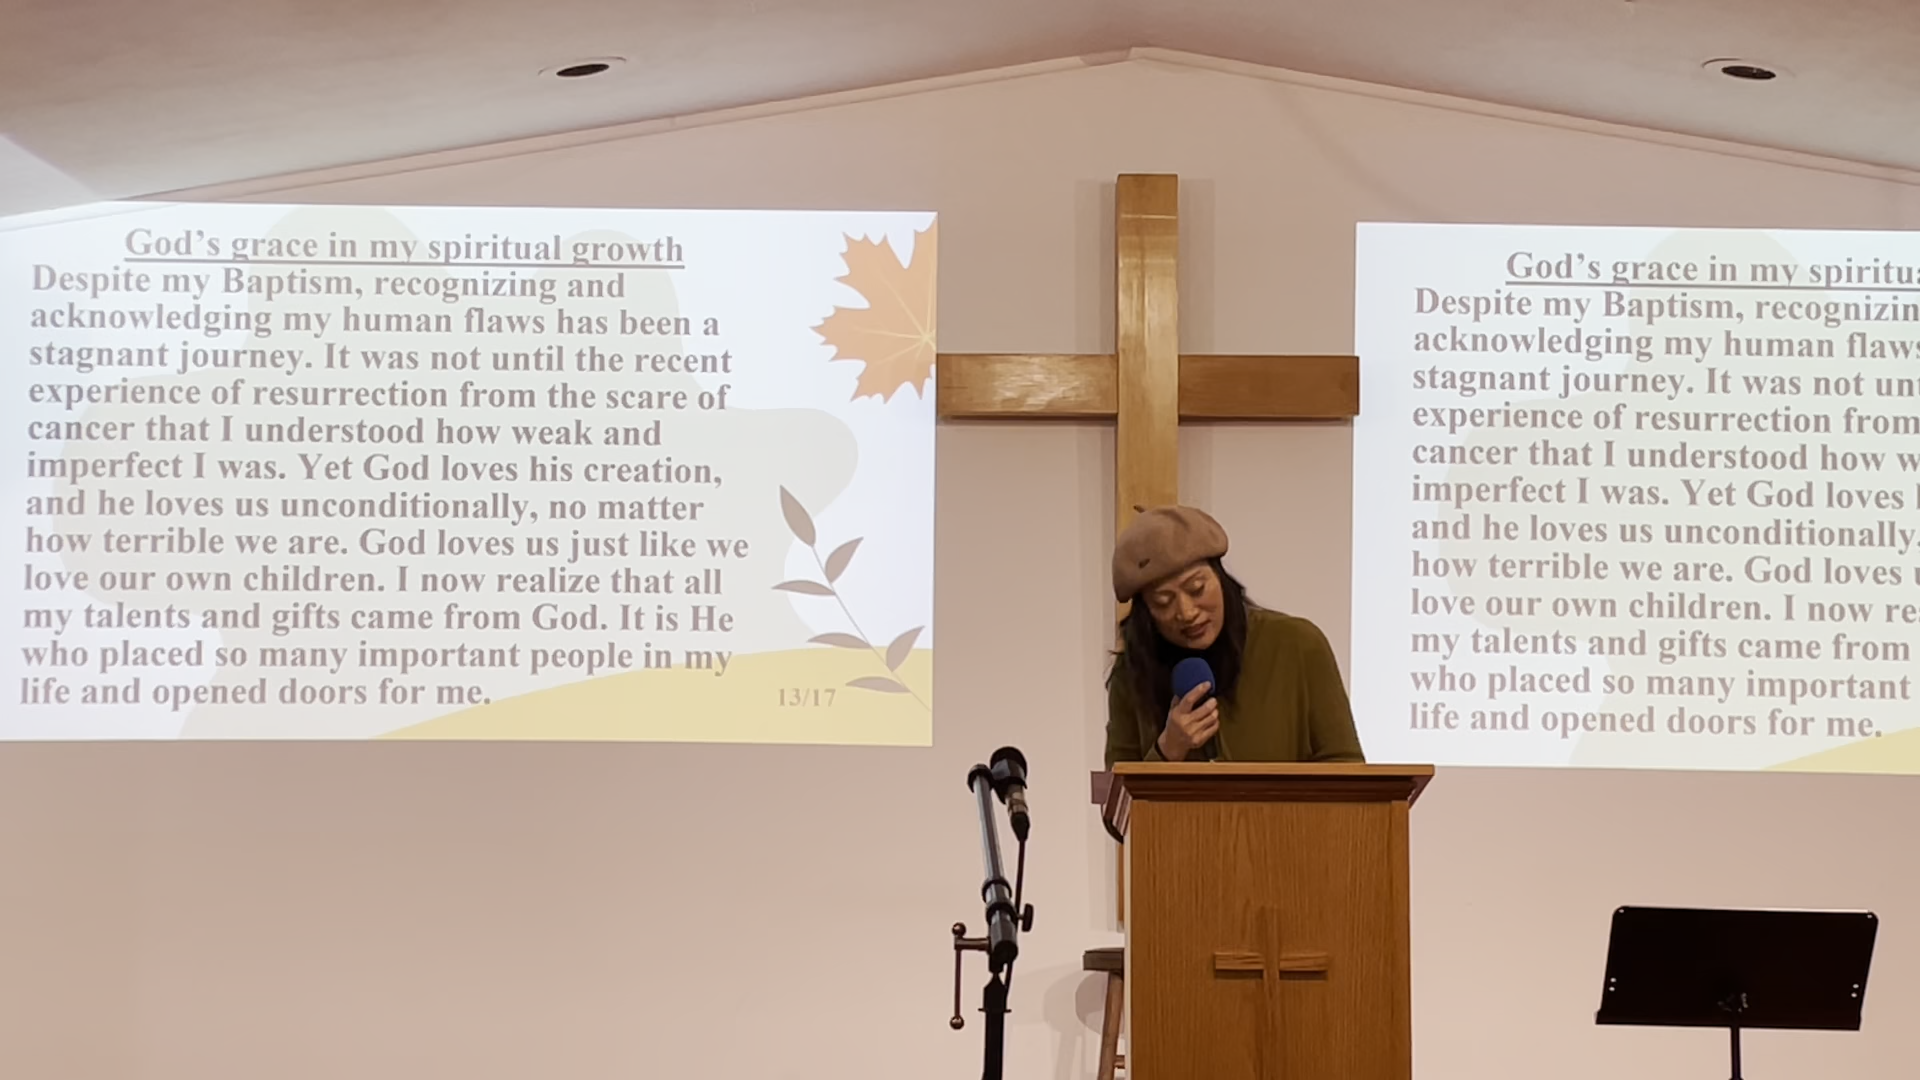 God's grace in my spiritual growth
Despite my Baptism, recognizing and
acknowledging my human flaws has been a
stagnant journey. It was not until the recent
experience of resurrection from the scare of
cancer that I understood how weak and
imperfect I was. Yet God loves his creation,
and he loves us unconditionally, no matter
how terrible we are. God loves us just like we
love our own children. I now realize that all
my talents and gifts came from God. It is He
who placed so many important people in my
life and opened doors for me.
13/17
God's grace in my spiritu
Despite my Baptism, recognizin
acknowledging my human flaws
stagnant journey. It was not un
experience of resurrection from
cancer that I understood how w
imperfect I was. Yet God loves
and he loves us unconditionally,
how terrible we are. God loves
love our own children. I now re
my talents and gifts came from
who placed so many important
life and opened doors for me.